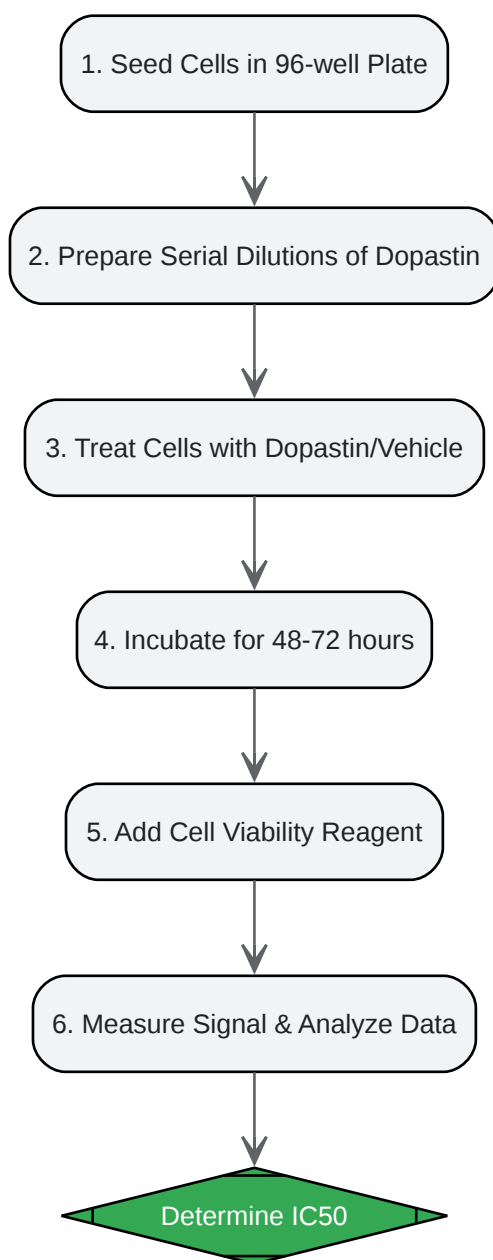 1. Seed Cells in 96-well Plate
2. Prepare Serial Dilutions of Dopastin
3. Treat Cells with Dopastin/Vehicle
4. Incubate for 48-72 hours
5. Add Cell Viability Reagent
6. Measure Signal & Analyze Data
Determine IC50